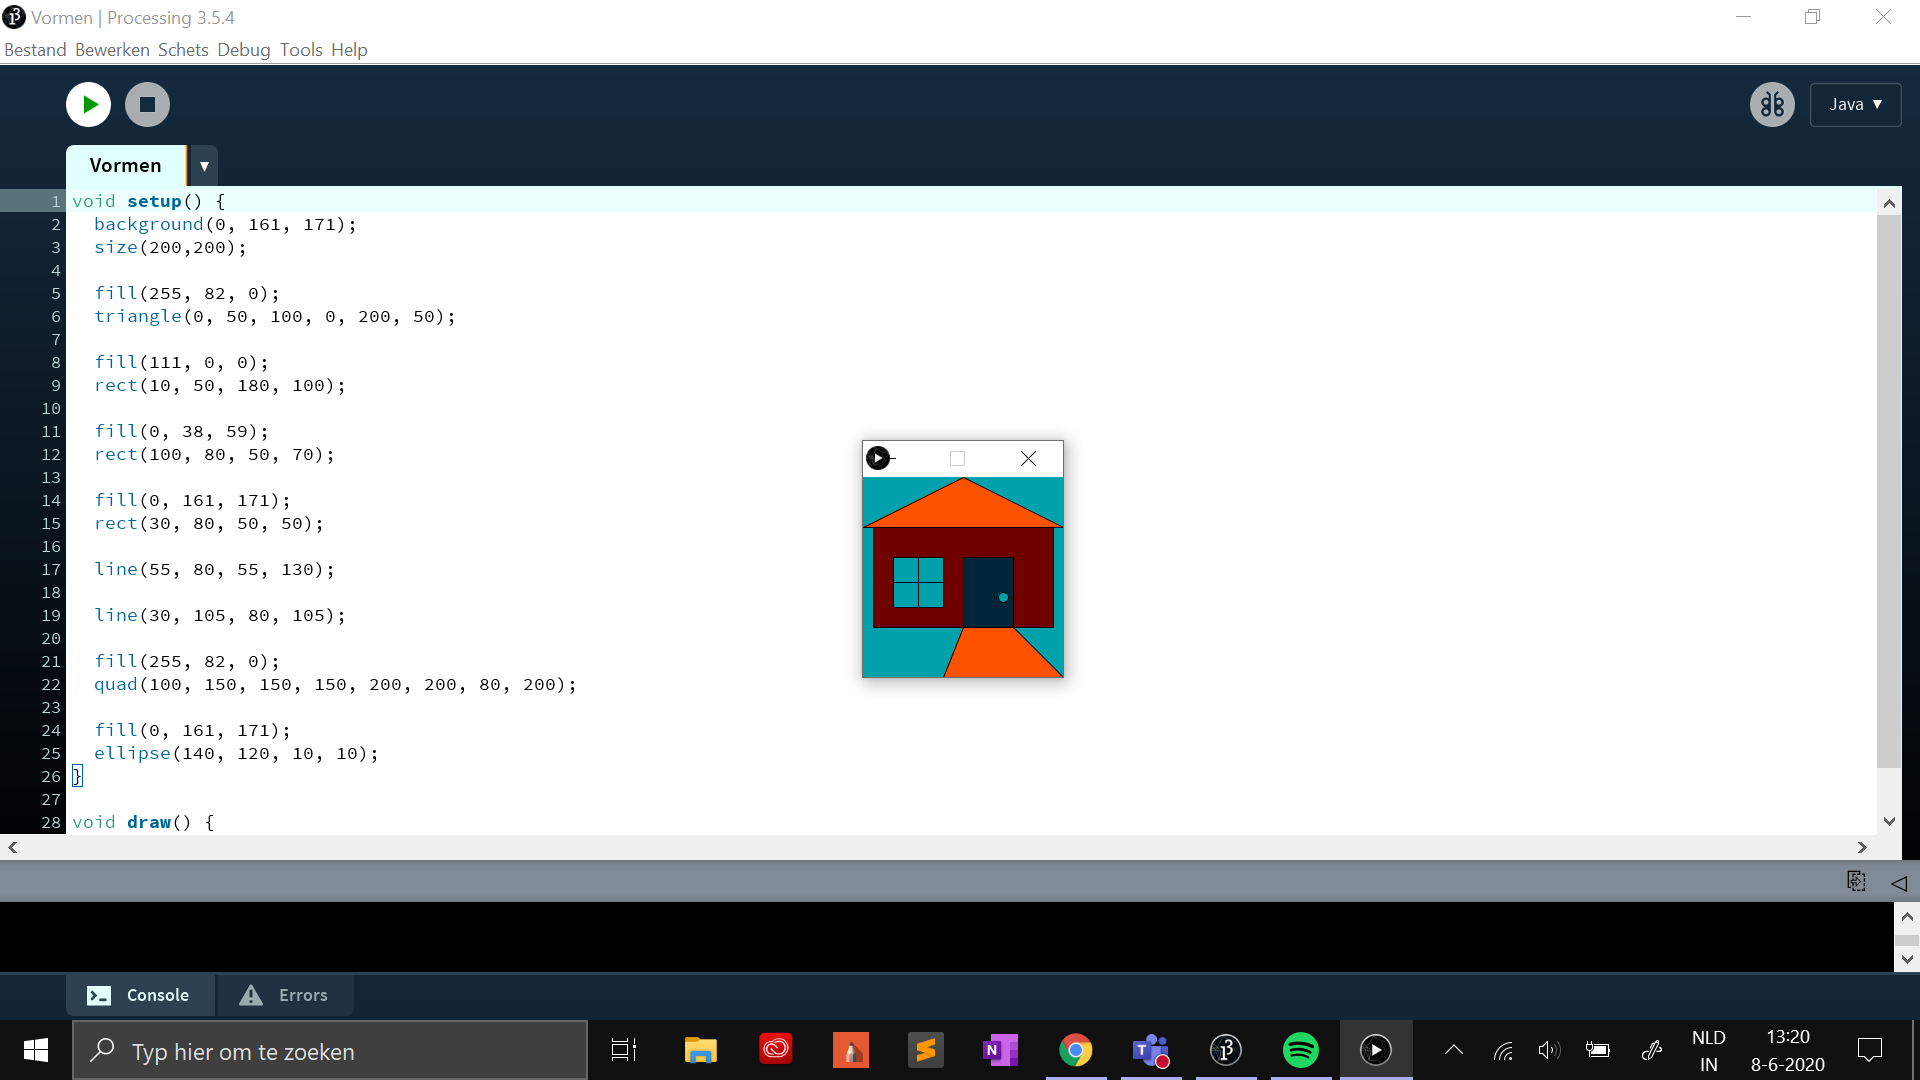 Vormen | Processing 3.5.4
Bestand Bewerken Schets Debug Tools Help
Java ▼
Vormen ▼
1 void setup() {
2   background(0, 161, 171);
3   size(200,200);
4
5   fill(255, 82, 0);
6   triangle(0, 50, 100, 0, 200, 50);
7
8   fill(111, 0, 0);
9   rect(10, 50, 180, 100);
10
11   fill(0, 38, 59);
12   rect(100, 80, 50, 70);
13
14   fill(0, 161, 171);
15   rect(30, 80, 50, 50);
16
17   line(55, 80, 55, 130);
18
19   line(30, 105, 80, 105);
20
21   fill(255, 82, 0);
22   quad(100, 150, 150, 150, 200, 200, 80, 200);
23
24   fill(0, 161, 171);
25   ellipse(140, 120, 10, 10);
26 }
27
28 void draw() {
Console Errors
Typ hier om te zoeken
NLD 13:20
IN 8-6-2020